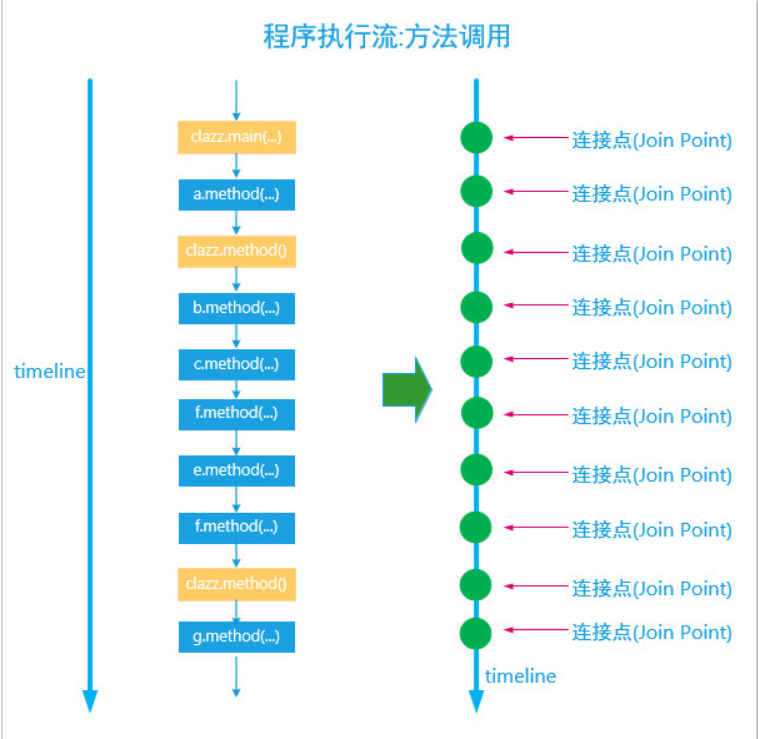 程序执行流:方法调用
clazz.main(...)
连接点(Join Point)
a.method(...)
连接点(Join Point)
clazz.method()
连接点(Join Point)
b.method(...)
连接点(Join Point)
timeline
c.method(...)
连接点(Join Point)
f.method(...)
连接点(Join Point)
e.method(...)
连接点(Join Point)
f.method(...)
连接点(Join Point)
clazz.method()
连接点(Join Point)
g.method(...)
连接点(Join Point)
timeline